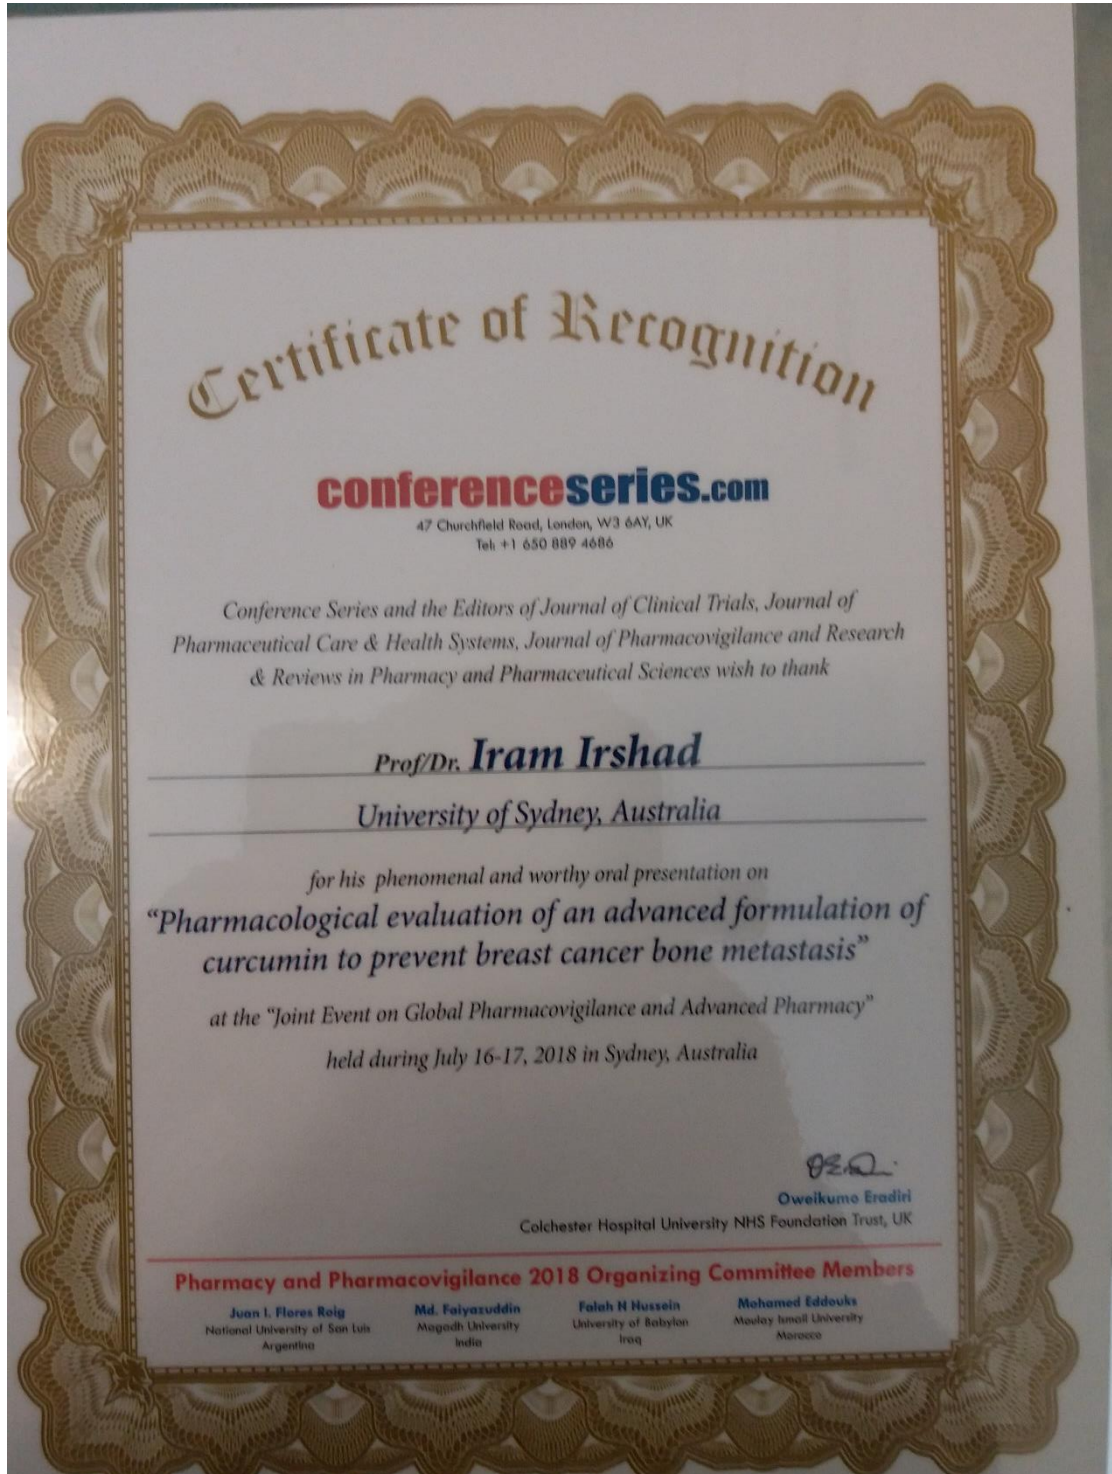 Certificate of Recognition
conferenceseries.com
47 Churchfield Road, London, W3 6AY, UK
Tel: +1 650 889 4686
Conference Series and the Editors of Journal of Clinical Trials, Journal of
Pharmaceutical Care & Health Systems, Journal of Pharmacovigilance and Research
& Reviews in Pharmacy and Pharmaceutical Sciences wish to thank
Prof/Dr. Iram Irshad
University of Sydney, Australia
for his phenomenal and worthy oral presentation on
“Pharmacological evaluation of an advanced formulation of
curcumin to prevent breast cancer bone metastasis”
at the “Joint Event on Global Pharmacovigilance and Advanced Pharmacy”
held during July 16-17, 2018 in Sydney, Australia
Oweikumo Eradiri
Colchester Hospital University NHS Foundation Trust, UK
Pharmacy and Pharmacovigilance 2018 Organizing Committee Members
Juan I. Flores Roig
National University of San Luis
Argentina
Md. Faiyazuddin
Magadh University
India
Falah H Hussein
University of Babylon
Iraq
Mohamed Eddouks
Moulay Ismail University
Morocco